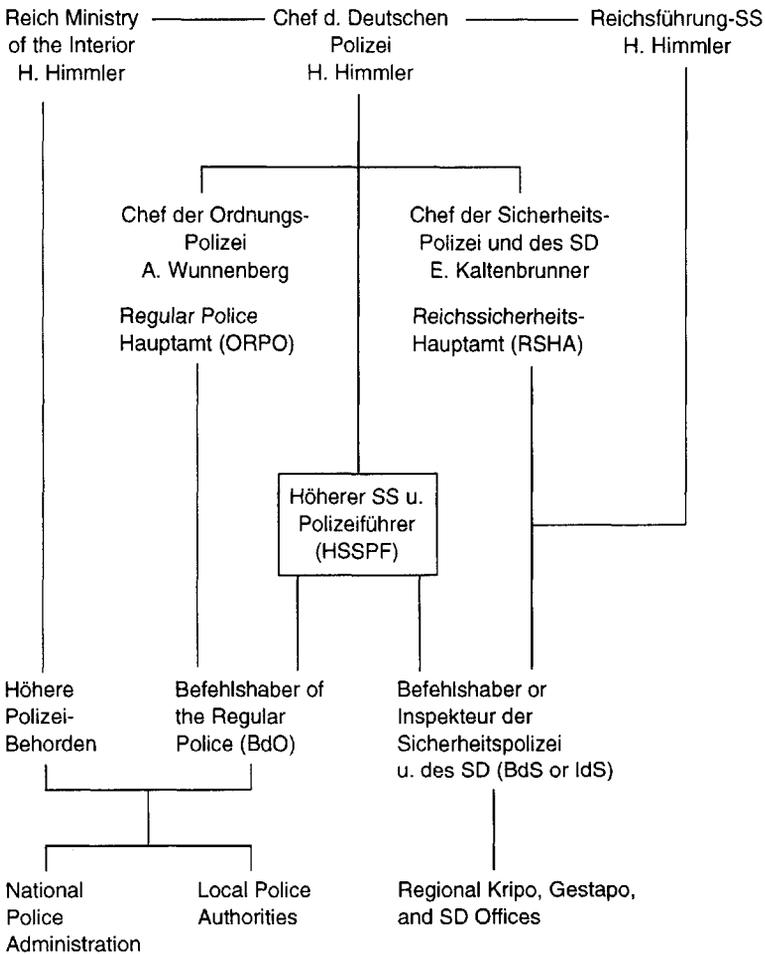 Reich Ministry
of the Interior
H. Himmler
Chef d. Deutschen
Polizei
H. Himmler
Reichsführung-SS
H. Himmler
Chef der Ordnungs-
Polizei
A. Wunnenberg
Regular Police
Hauptamt (ORPO)
Chef der Sicherheits-
Polizei und des SD
E. Kaltenbrunner
Reichssicherheits-
Hauptamt (RSHA)
Höherer SS u.
Polizeiführer
(HSSPF)
Höhere
Polizei-
Behorden
Befehlshaber of
the Regular
Police (BdO)
Befehlshaber or
Inspekteur der
Sicherheitspolizei
u. des SD (BdS or IdS)
National
Police
Administration
Local Police
Authorities
Regional Kripo, Gestapo,
and SD Offices